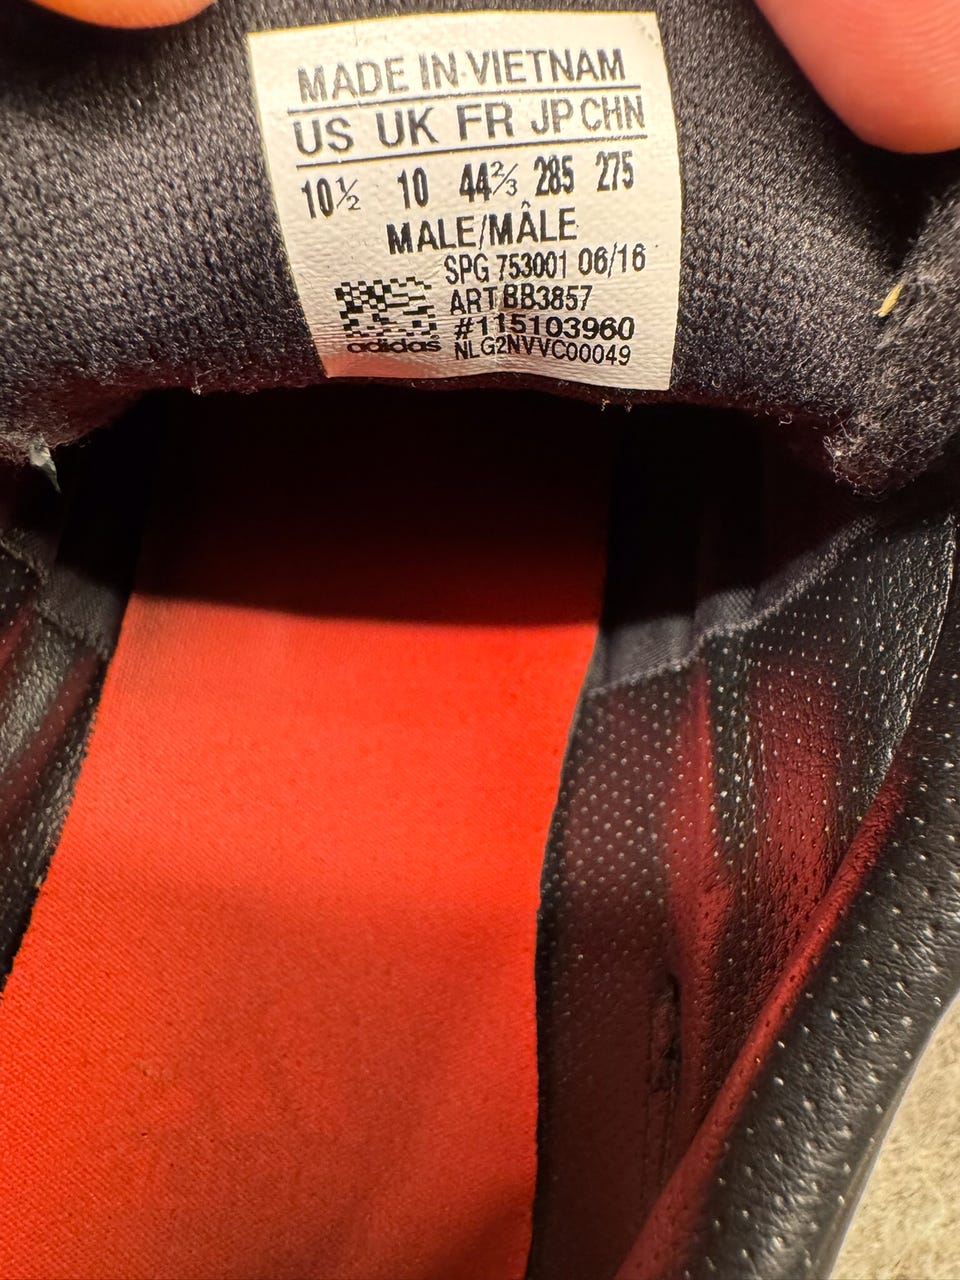 MADE IN VIETNAM
US UK FR JP CHN
10½ 10 44⅔ 285 275
MALE/MÂLE
SPG 753001 06/16
ART BB3857
#115103960
adidas NLG2NVVC00049